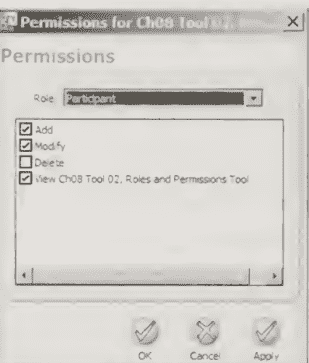 Permissions for Ch08 Tool 02,
Permissions
Role Participant
Add
Modify
Delete
View Ch08 Tool 02, Roles and Permissions Tool
OK Cancel Apply